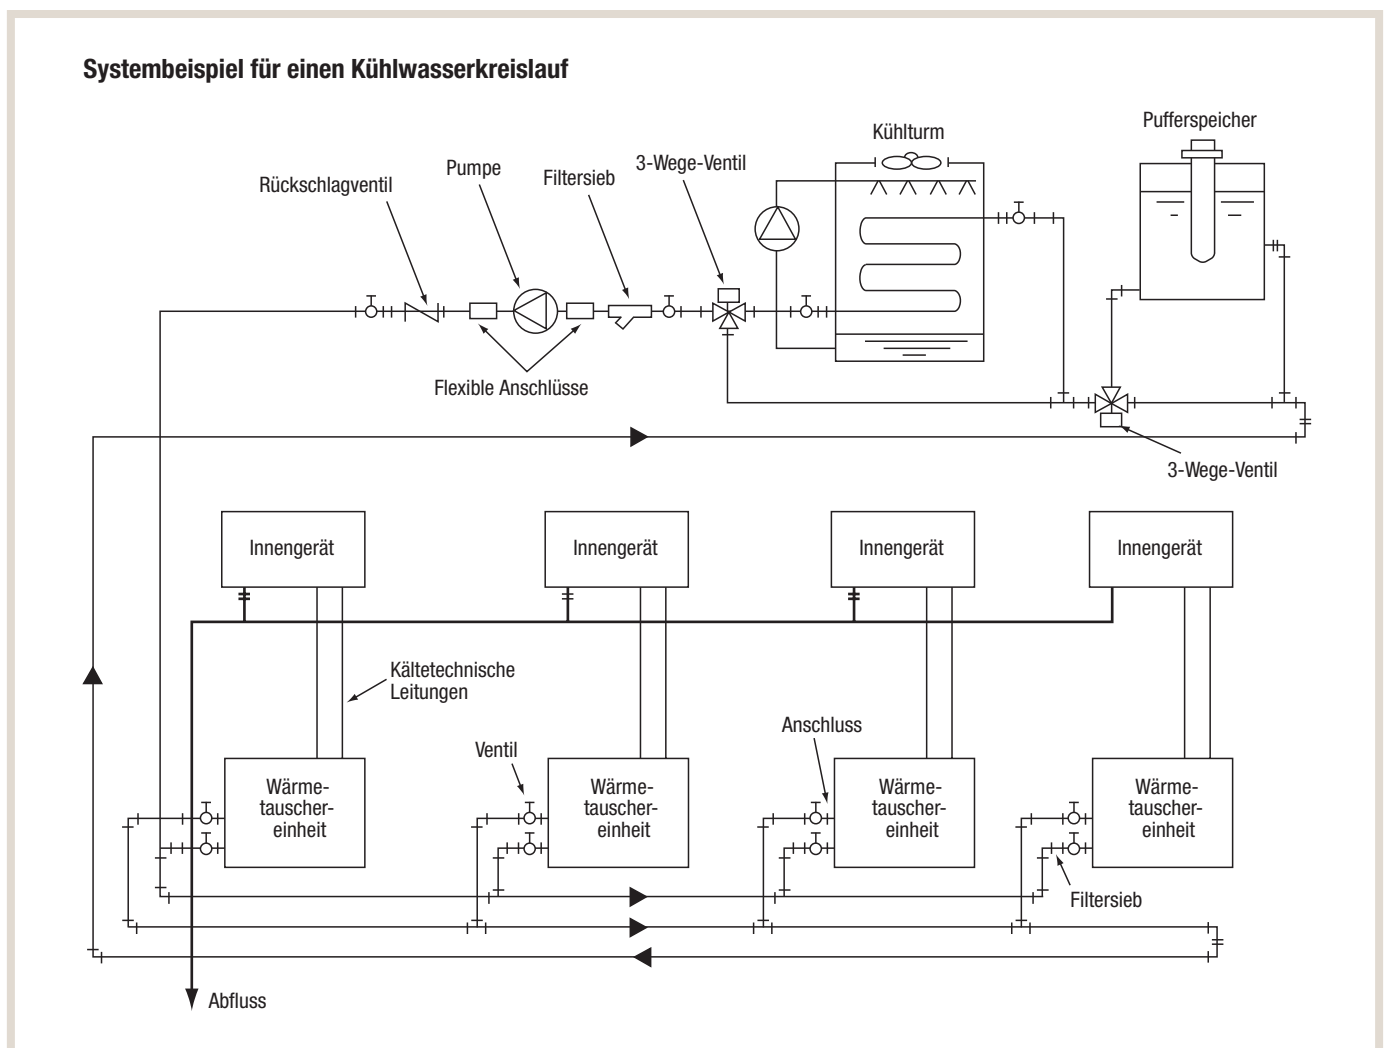 Systembeispiel für einen Kühlwasserkreislauf
Pufferspeicher
Kühlturm
3-Wege-Ventil
Pumpe
Filtersieb
Rückschlagventil
Flexible Anschlüsse
3-Wege-Ventil
Innengerät
Innengerät
Innengerät
Innengerät
Kältetechnische
Leitungen
Anschluss
Ventil
Wärme-
tauscher-
einheit
Wärme-
tauscher-
einheit
Wärme-
tauscher-
einheit
Wärme-
tauscher-
einheit
Filtersieb
Abfluss